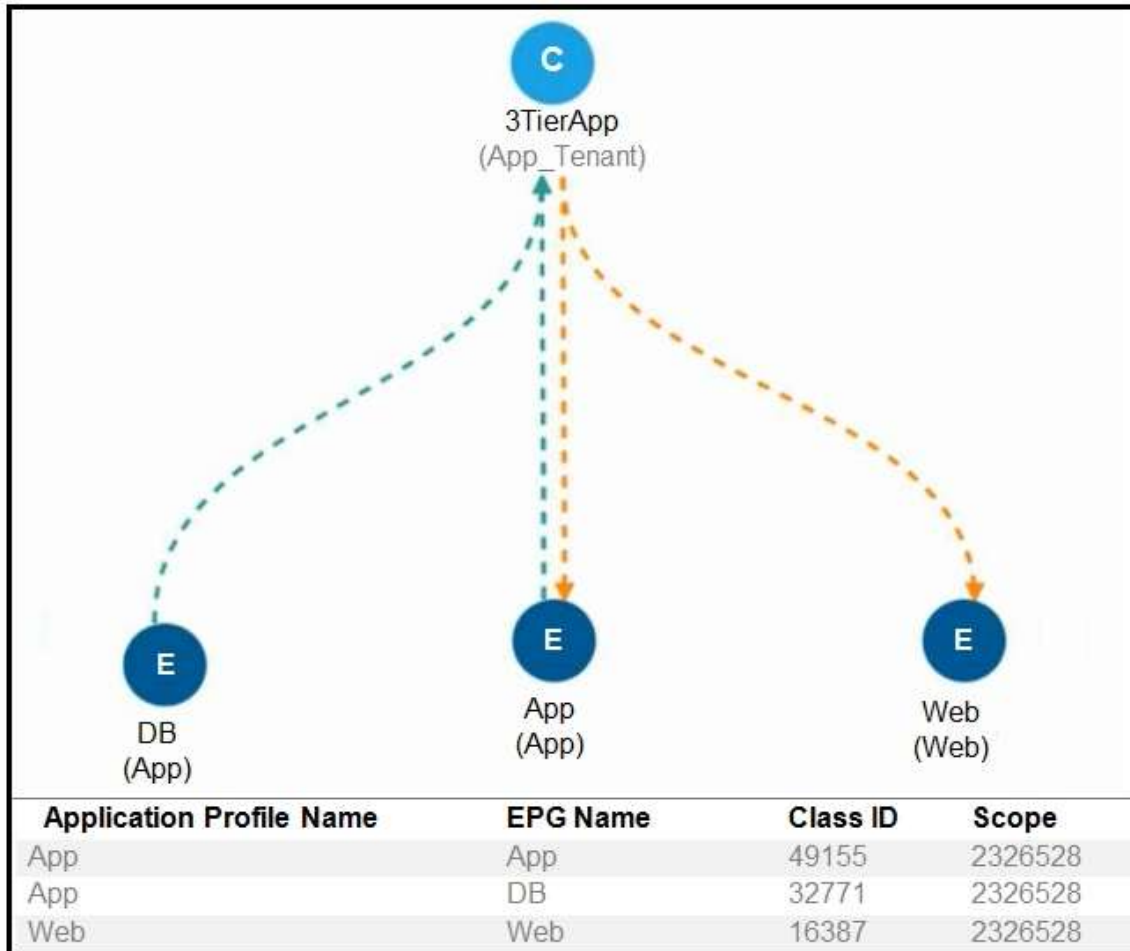 C
3TierApp
(App_Tenant)
E
DB
(App)
E
App
(App)
E
Web
(Web)
Application Profile Name EPG Name Class ID Scope
App App 49155 2326528
App DB 32771 2326528
Web Web 16387 2326528